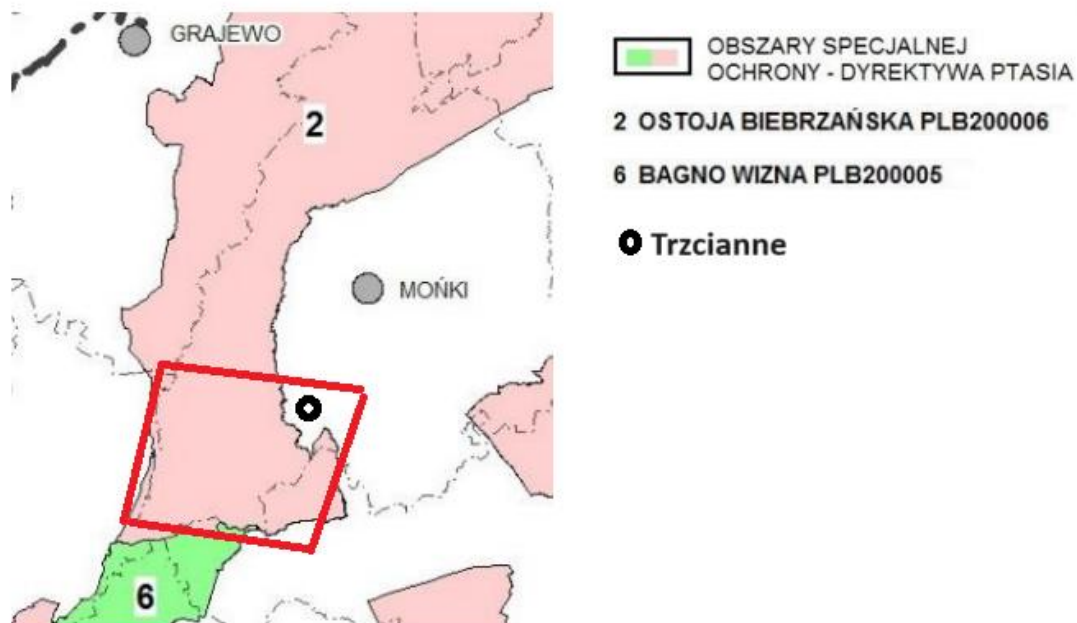 GRAJEWO
2
MOŃKI
6
OBSZARY SPECJALNEJ
OCHRONY - DYREKTYWA PTASIA
2 OSTOJA BIEBRZAŃSKA PLB200006
6 BAGNO WIZNA PLB200005
Trzcianne